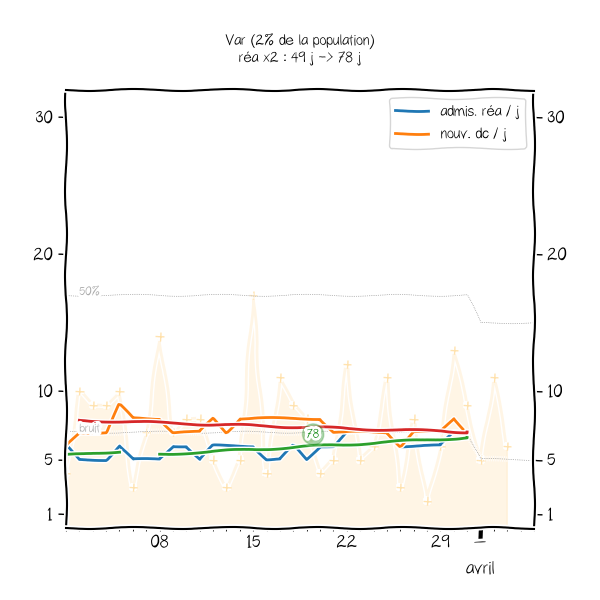 Var (2% de la population)
réa x2 : 49 j -> 78 j
admis. réa / j
nouv. dc / j
30
30
20
20
50%
10
10
bruit
78
5
5
1
1
08
15
22
29
avril